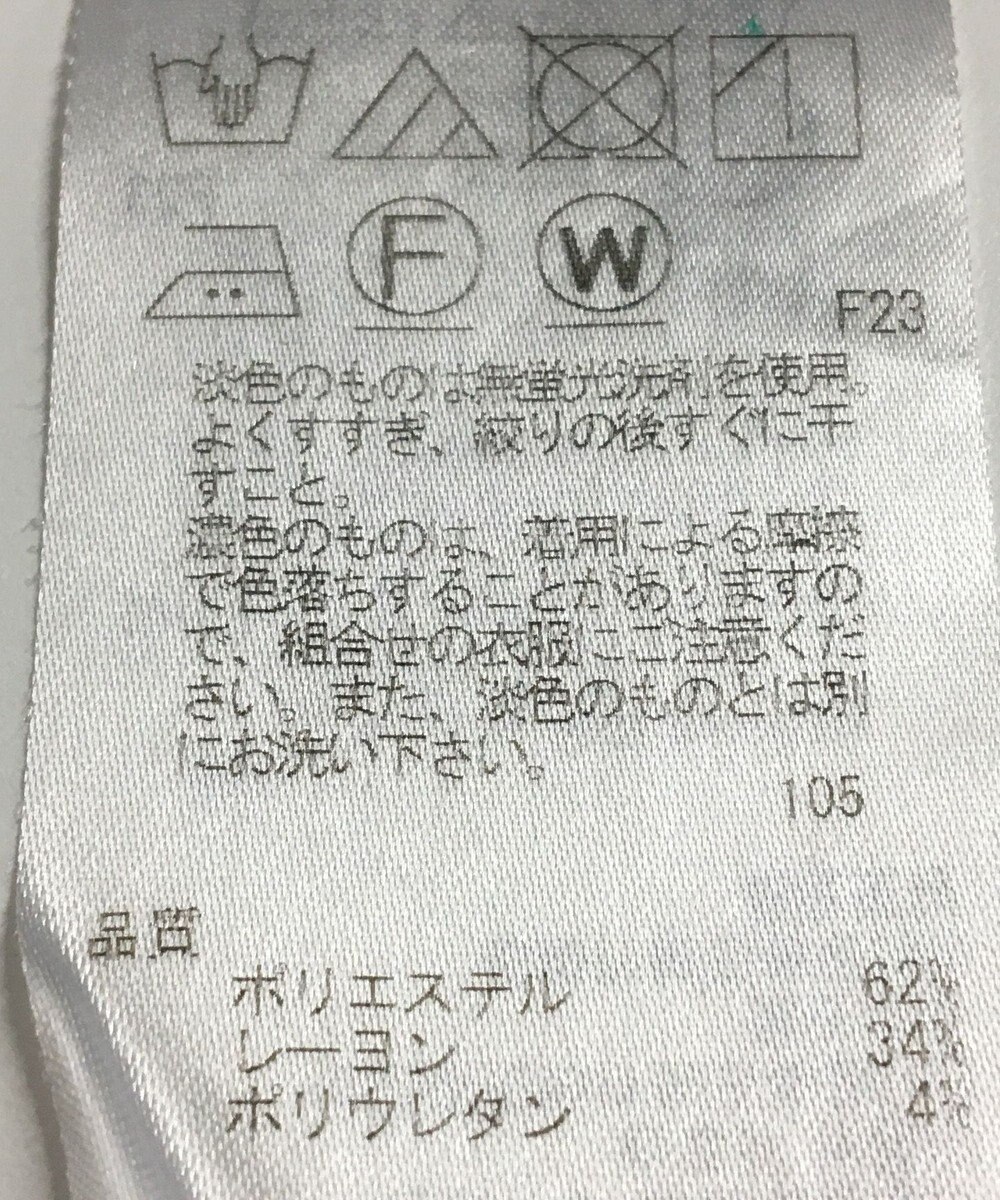 F
W
F23
淡色のものは無蛍光洗剤を使用。
よくすすぎ、絞りの後すぐに干
すこと。
濃色のものは、着用による摩擦
で色落ちすることがありますの
で、組合せの衣服にご注意くだ
さい。また、淡色のものとは別
にお洗い下さい。
105
品質
ポリエステル 62%
レーヨン 34%
ポリウレタン 4%